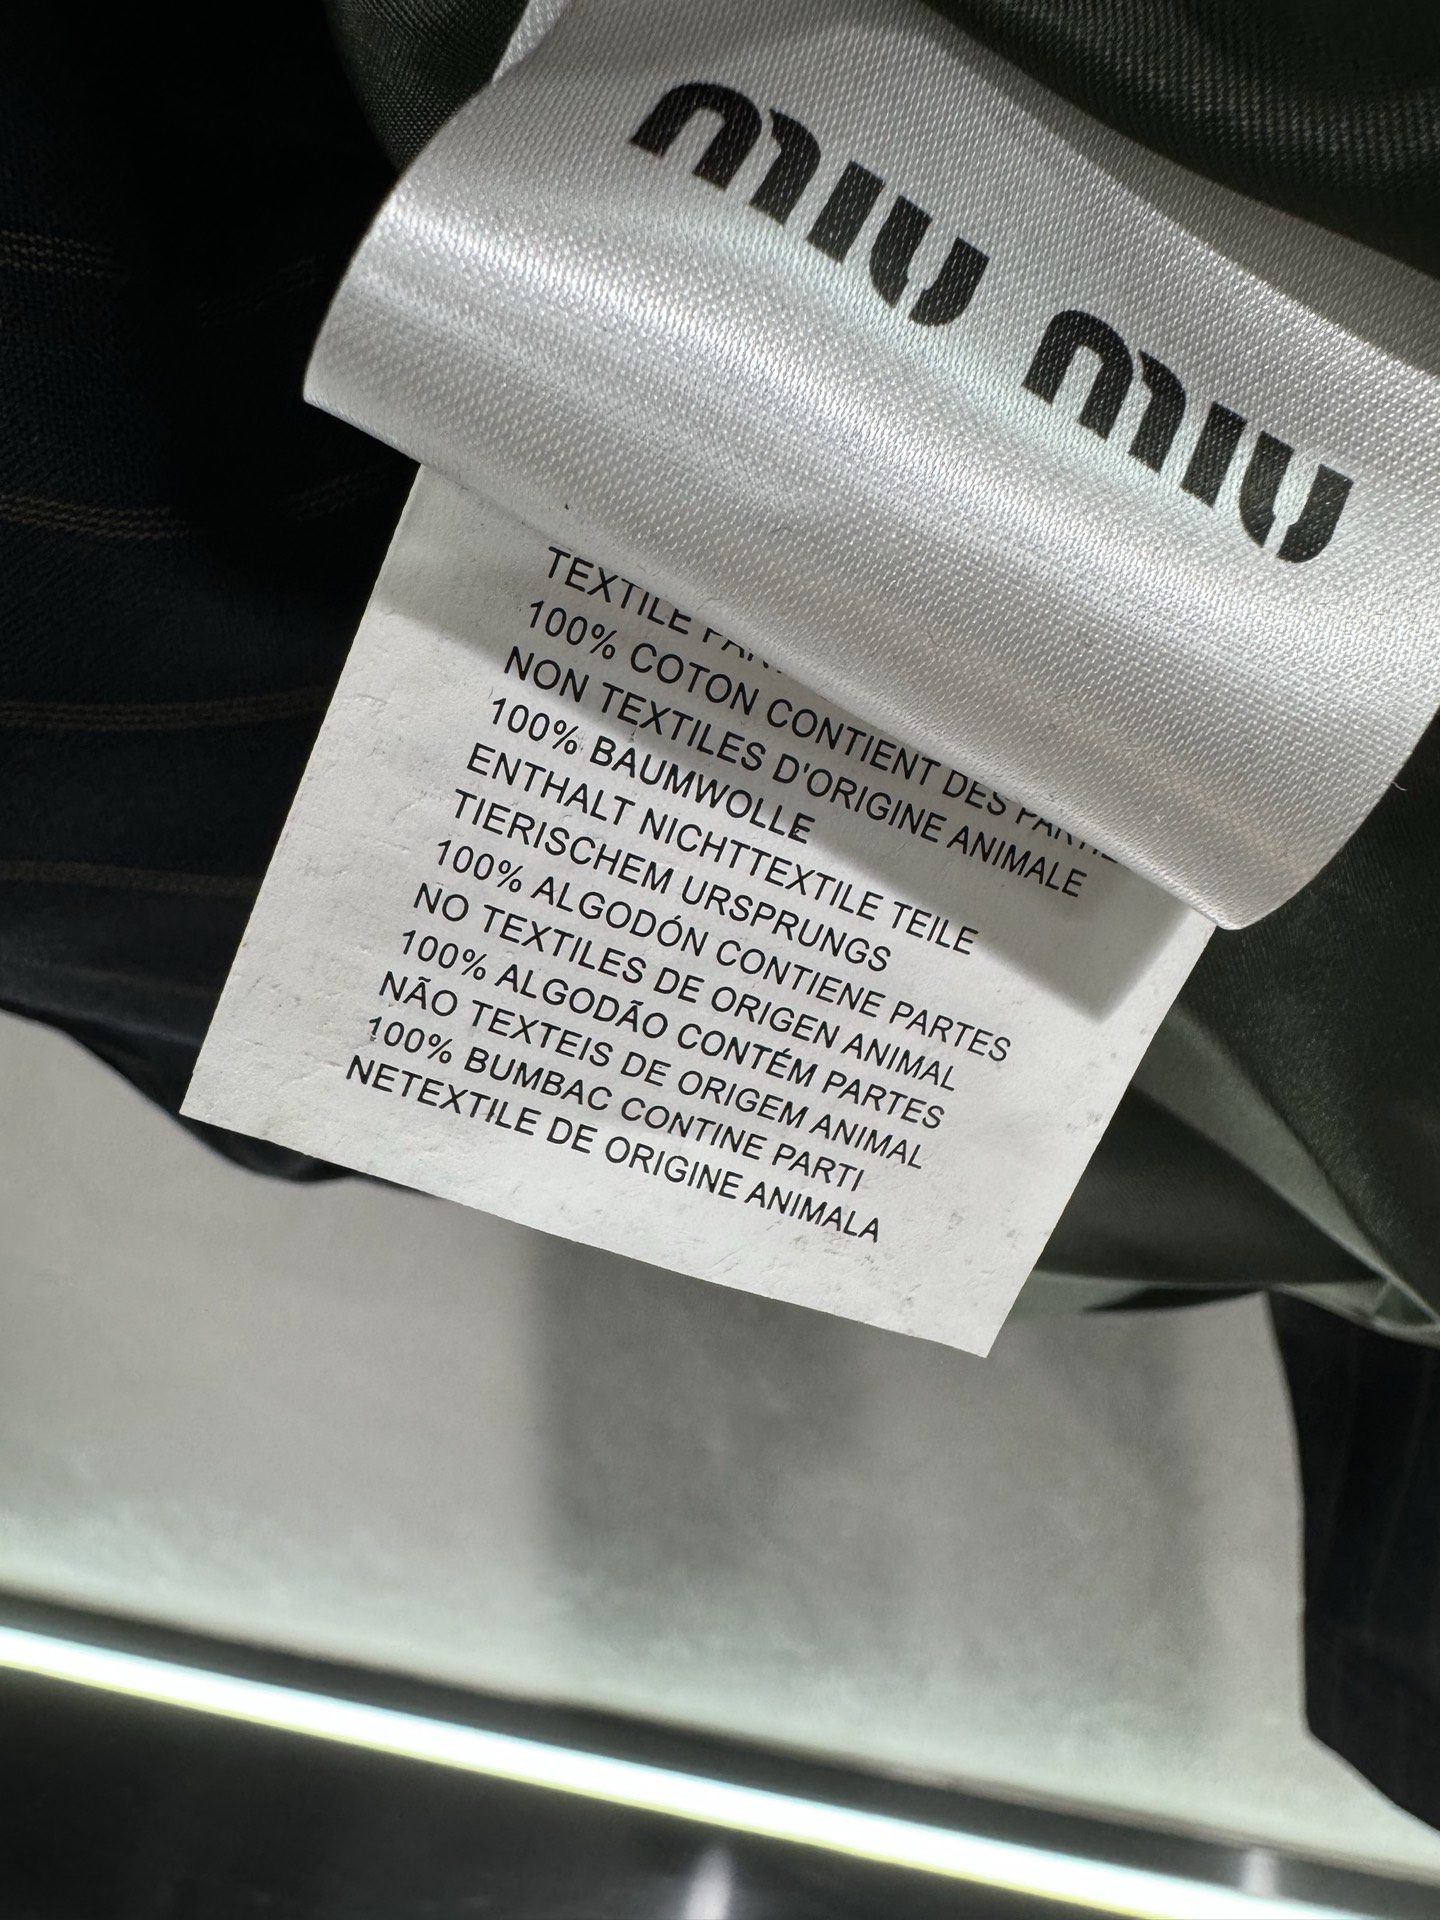 MIU MIU
TEXTILE
100% COTON CONTIENT DES
NON TEXTILES D'ORIGINE ANIMALE
100% BAUMWOLLE
ENTHALT NICHTTEXTILE TEILE
TIERISCHEM URSPRUNGS
100% ALGODÓN CONTIENE PARTES
NO TEXTILES DE ORIGEN ANIMAL
100% ALGODÃO CONTÉM PARTES
NÃO TEXTEIS DE ORIGEM ANIMAL
100% BUMBAC CONTINE PARTI
NETEXTILE DE ORIGINE ANIMALA